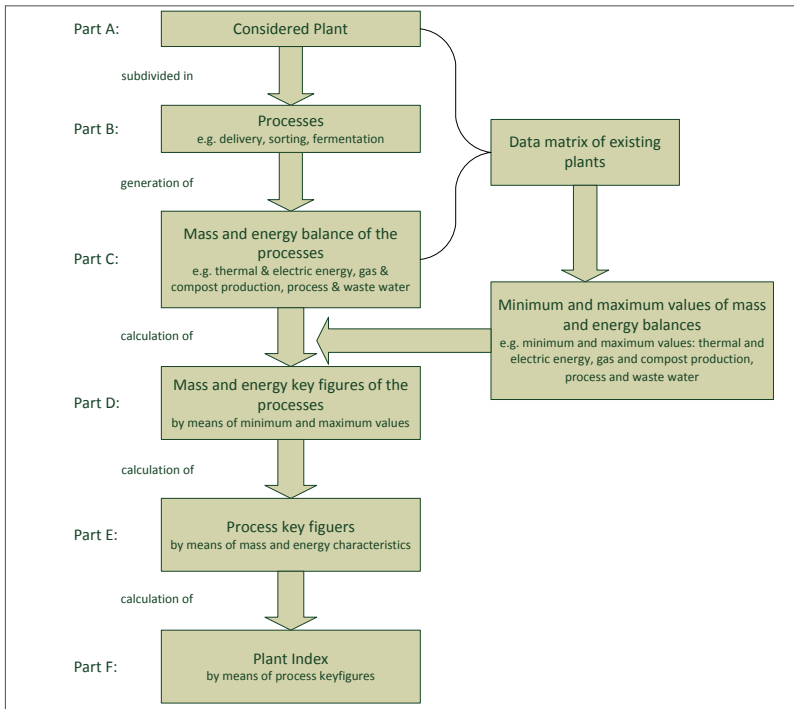 Part A:
Considered Plant
subdivided in
Part B:
Processes
e.g. delivery, sorting, fermentation
Data matrix of existing
plants
generation of
Part C:
Mass and energy balance of the
processes
e.g. thermal & electric energy, gas &
compost production, process & waste water
Minimum and maximum values of mass
and energy balances
e.g. minimum and maximum values: thermal and
electric energy, gas and compost production,
process and waste water
calculation of
Part D:
Mass and energy key figures of the
processes
by means of minimum and maximum values
calculation of
Part E:
Process key figuers
by means of mass and energy characteristics
calculation of
Part F:
Plant Index
by means of process keyfigures